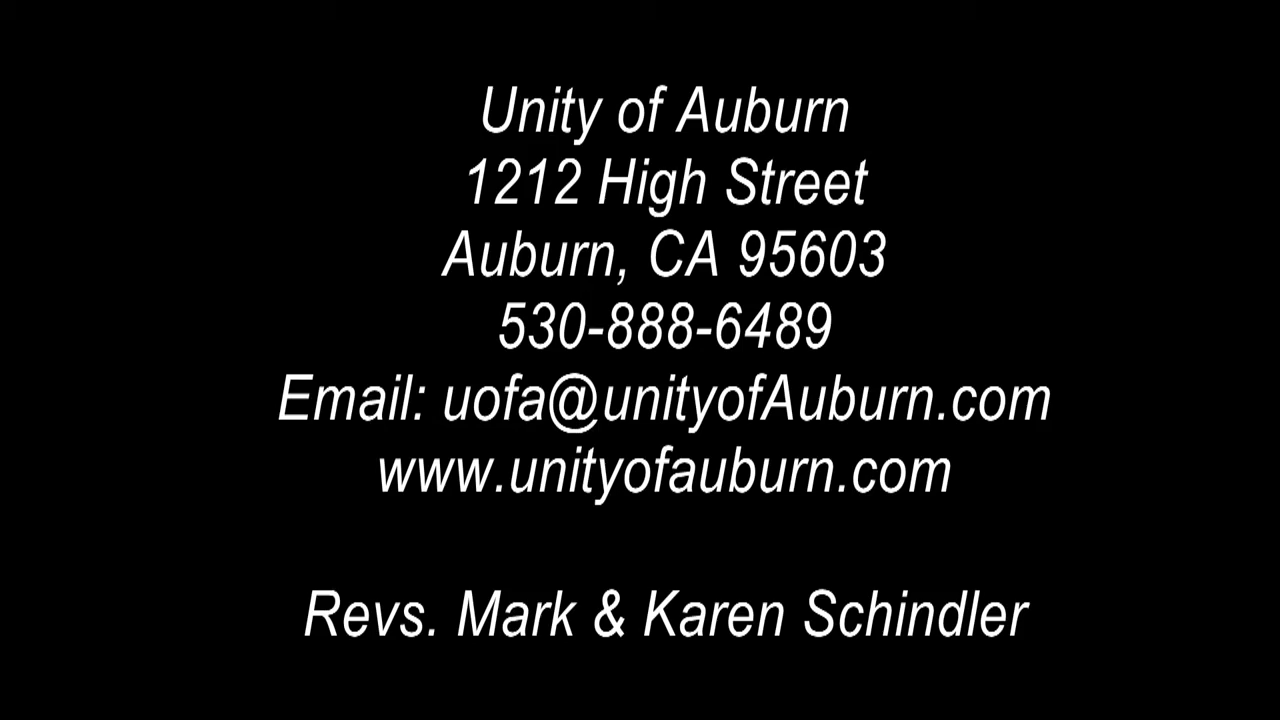 Unity of Auburn
1212 High Street
Auburn, CA 95603
530-888-6489
Email: uofa@unityofAuburn.com
www.unityofauburn.com
Revs. Mark & Karen Schindler